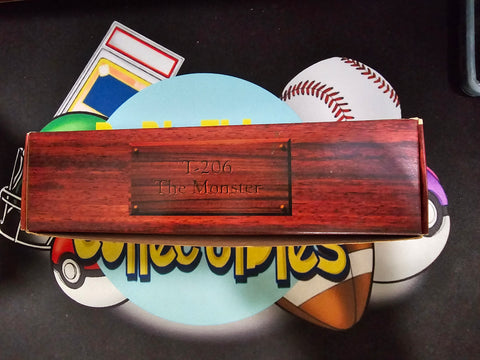 T-206
The Monster
Collectibles